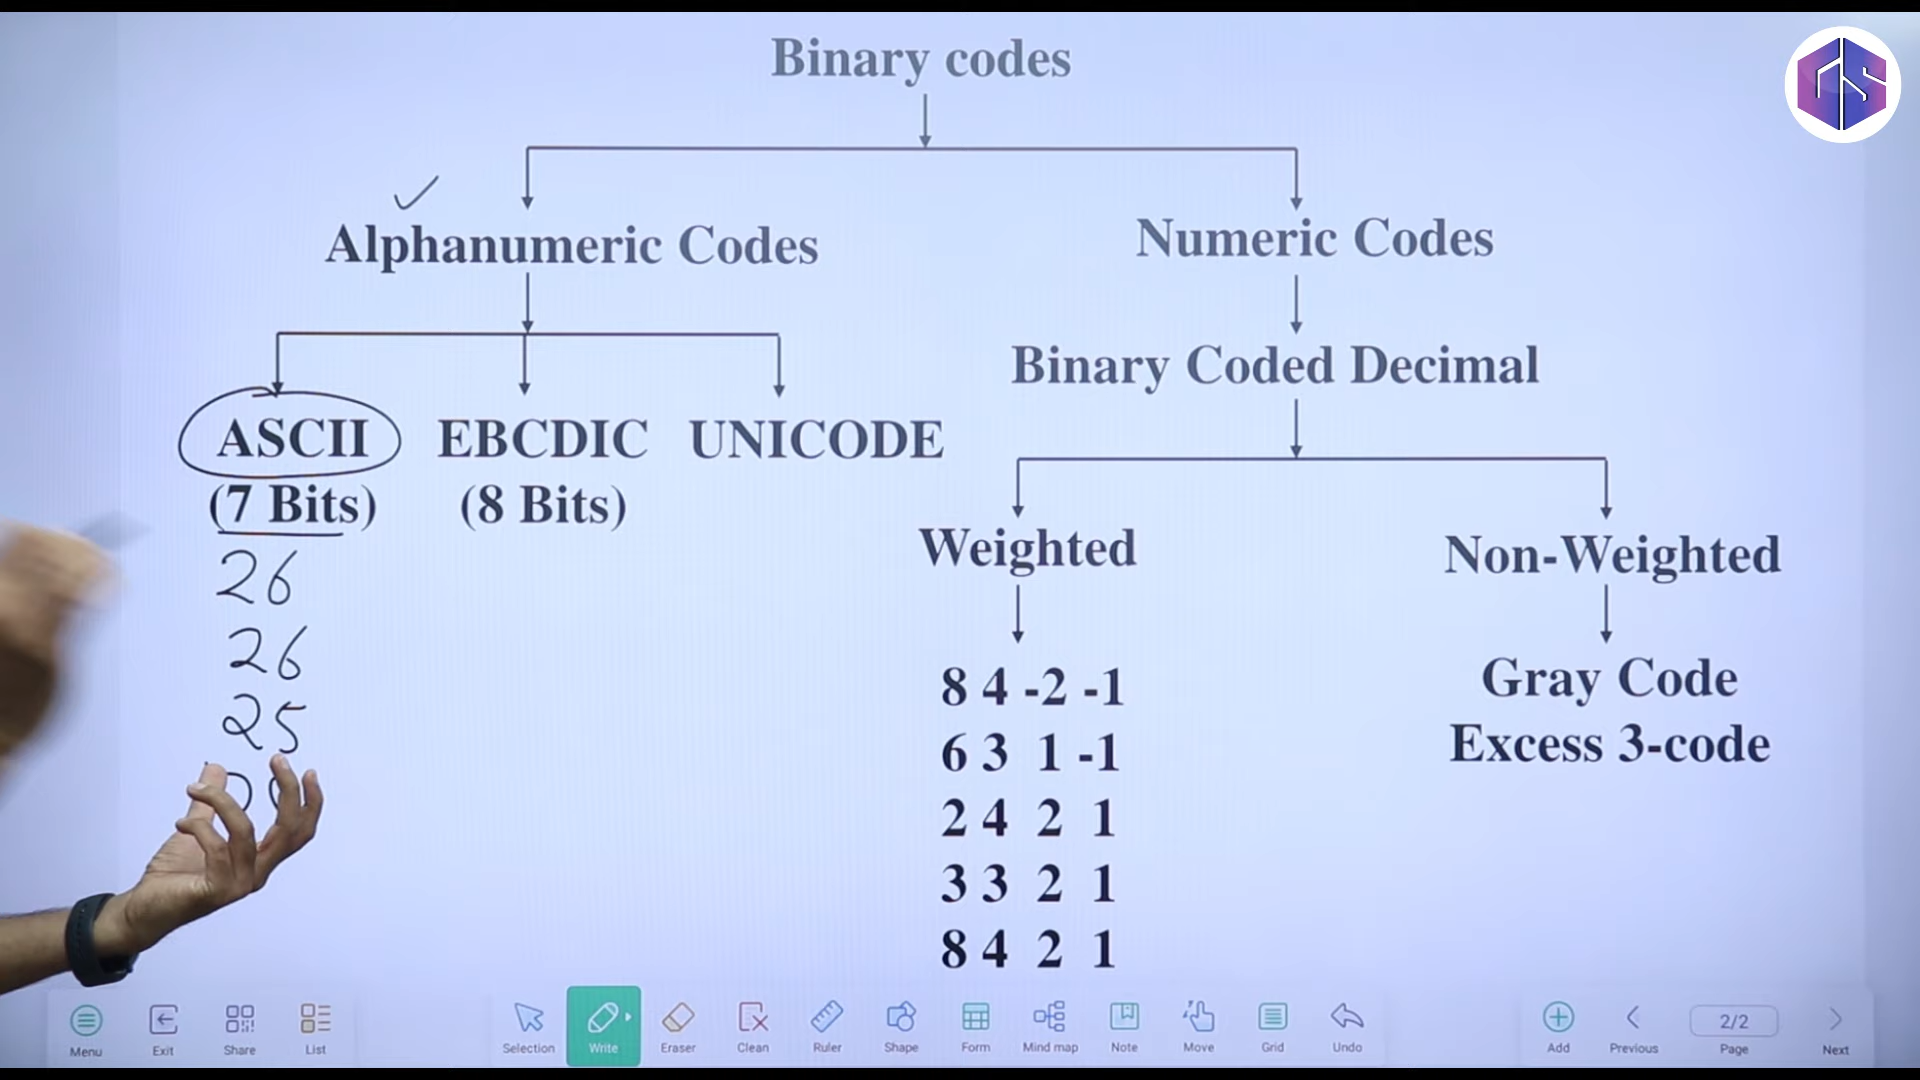 Binary codes
Alphanumeric Codes
Numeric Codes
Binary Coded Decimal
ASCII EBCDIC UNICODE
(7 Bits) (8 Bits)
26
26
25
Weighted
Non-Weighted
8 4 -2 -1
6 3 1 -1
2 4 2 1
3 3 2 1
8 4 2 1
Gray Code
Excess 3-code
Menu Exit Share List Selection Write Eraser Clean Ruler Shape Form Mind map Note Move Grid Undo Add Previous 2/2 Page Next